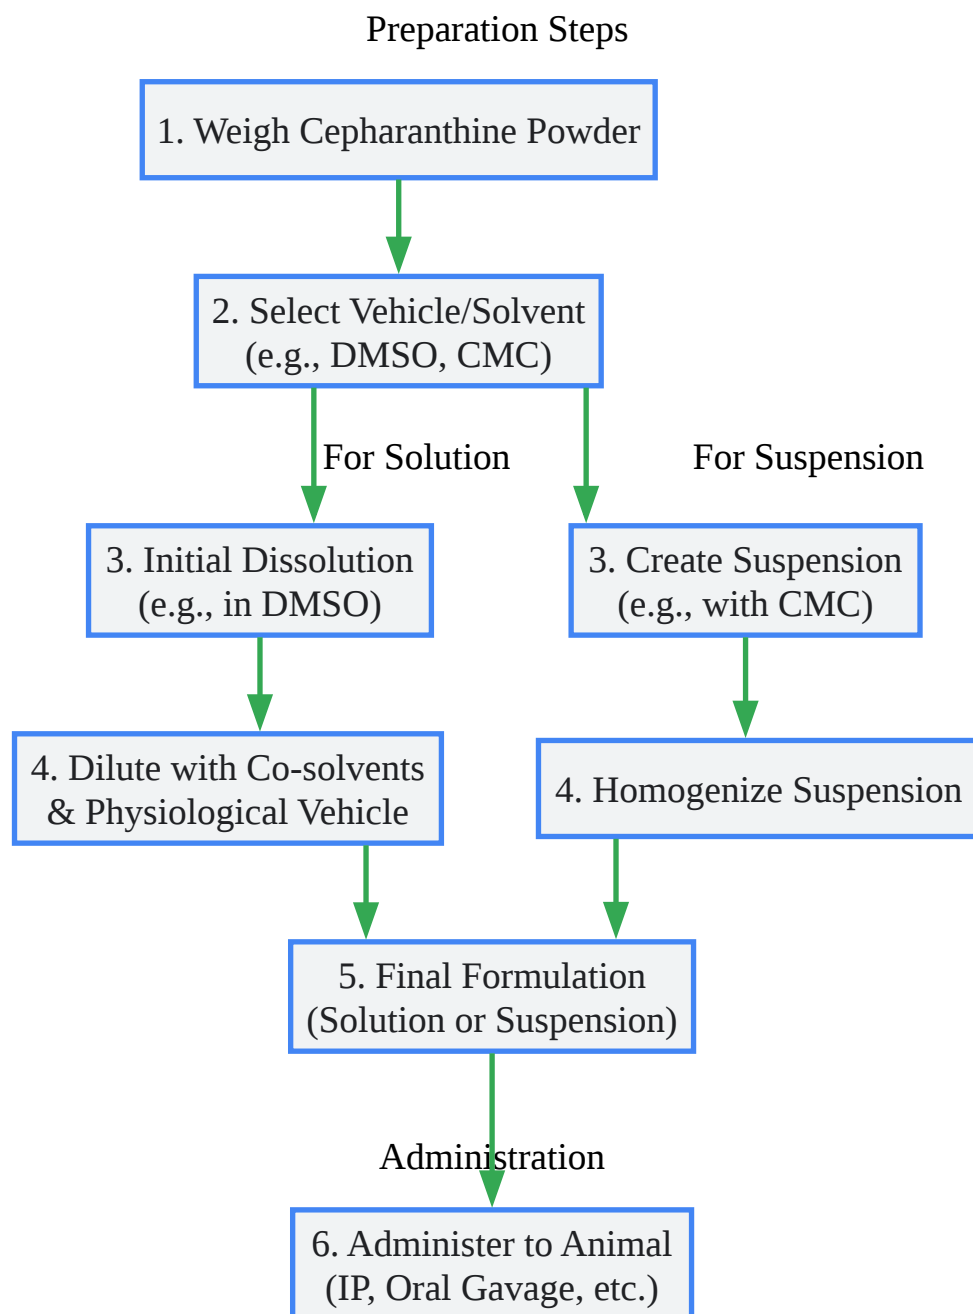 Preparation Steps
1. Weigh Cepharanthine Powder
2. Select Vehicle/Solvent
(e.g., DMSO, CMC)
For Solution
For Suspension
3. Initial Dissolution
(e.g., in DMSO)
3. Create Suspension
(e.g., with CMC)
4. Dilute with Co-solvents
& Physiological Vehicle
4. Homogenize Suspension
5. Final Formulation
(Solution or Suspension)
Administration
6. Administer to Animal
(IP, Oral Gavage, etc.)